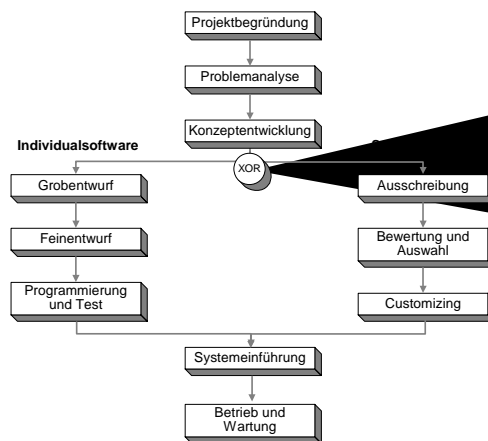 Projektbegründung
Problemanalyse
Konzeptentwicklung
Individualsoftware
XOR
Grobentwurf
Ausschreibung
Feinentwurf
Bewertung und
Auswahl
Programmierung
und Test
Customizing
Systemeinführung
Betrieb und
Wartung